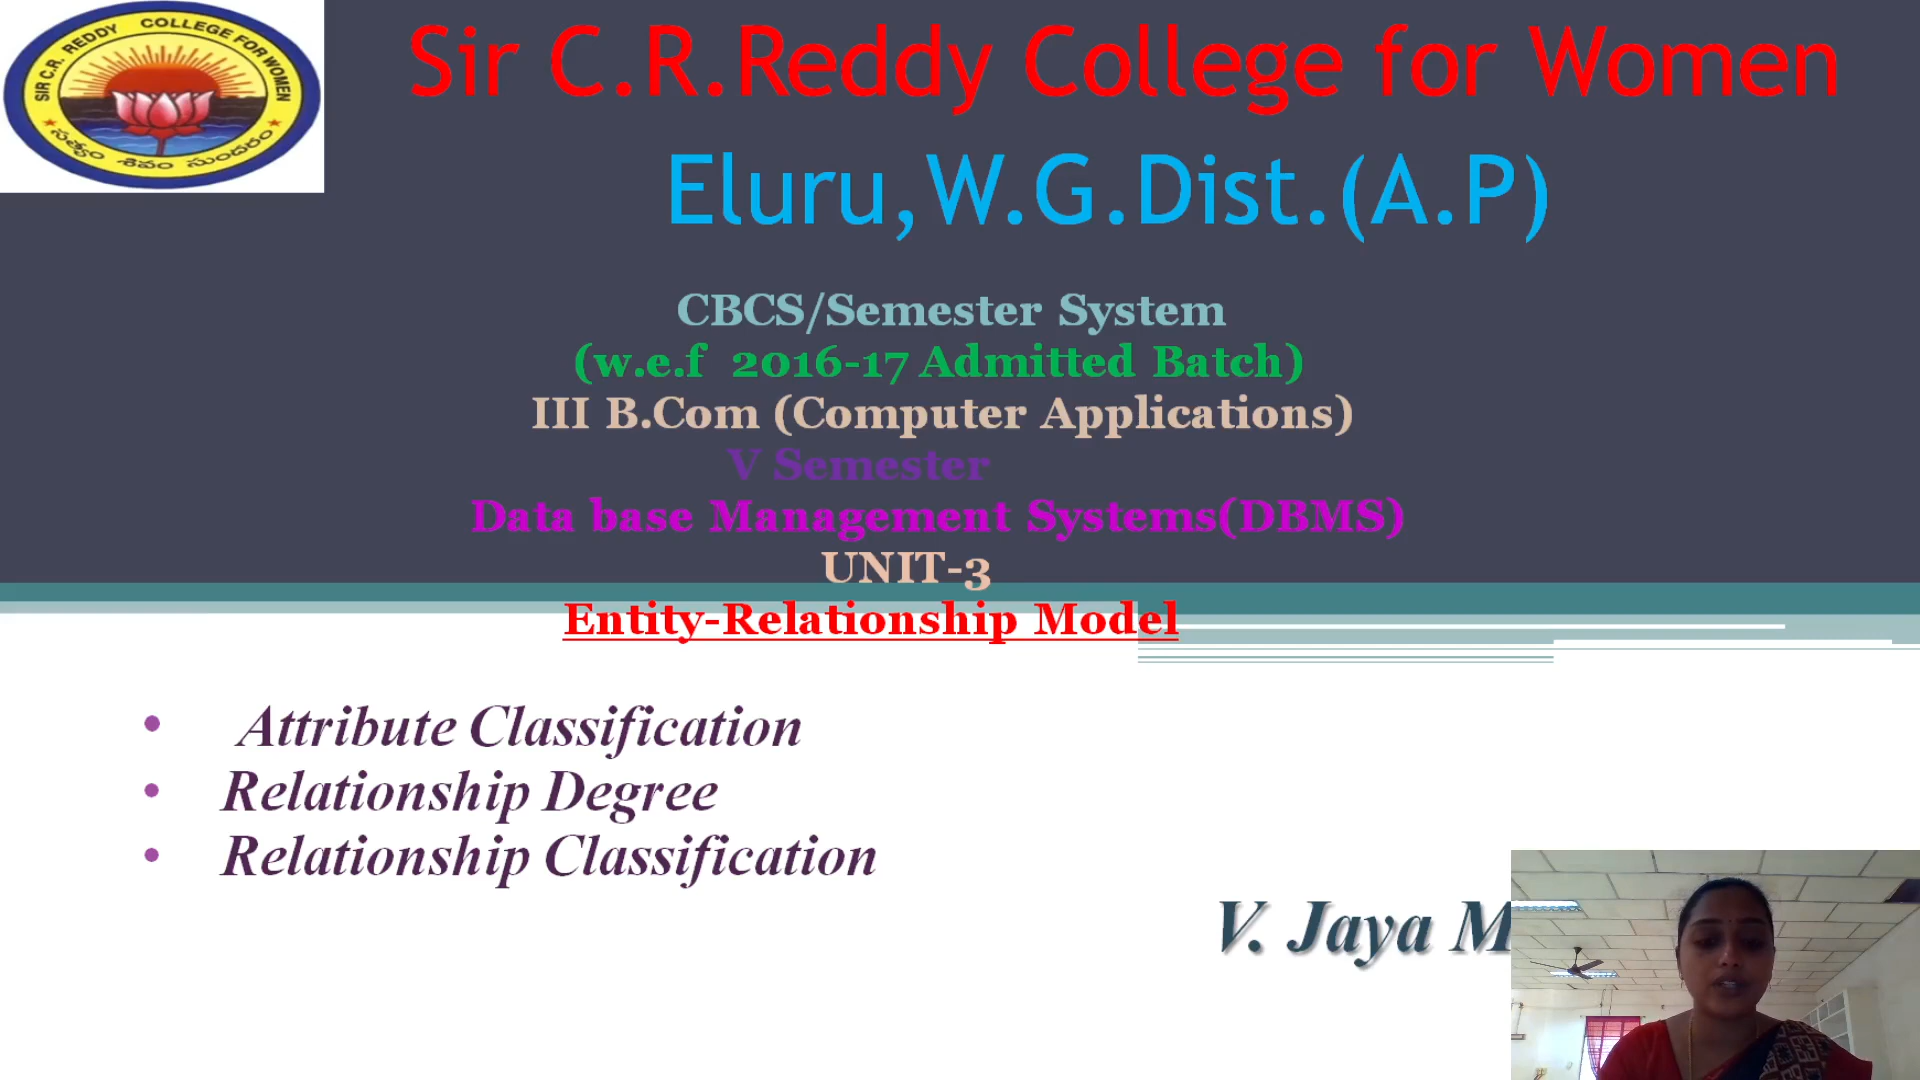 SIR C.R. REDDY COLLEGE FOR WOMEN
సత్యం శివం సుందరం
Sir C.R.Reddy College for Women
Eluru,W.G.Dist.(A.P)
CBCS/Semester System
(w.e.f 2016-17 Admitted Batch)
III B.Com (Computer Applications)
V Semester
Data base Management Systems(DBMS)
UNIT-3
Entity-Relationship Model
• Attribute Classification
• Relationship Degree
• Relationship Classification
V. Jaya M